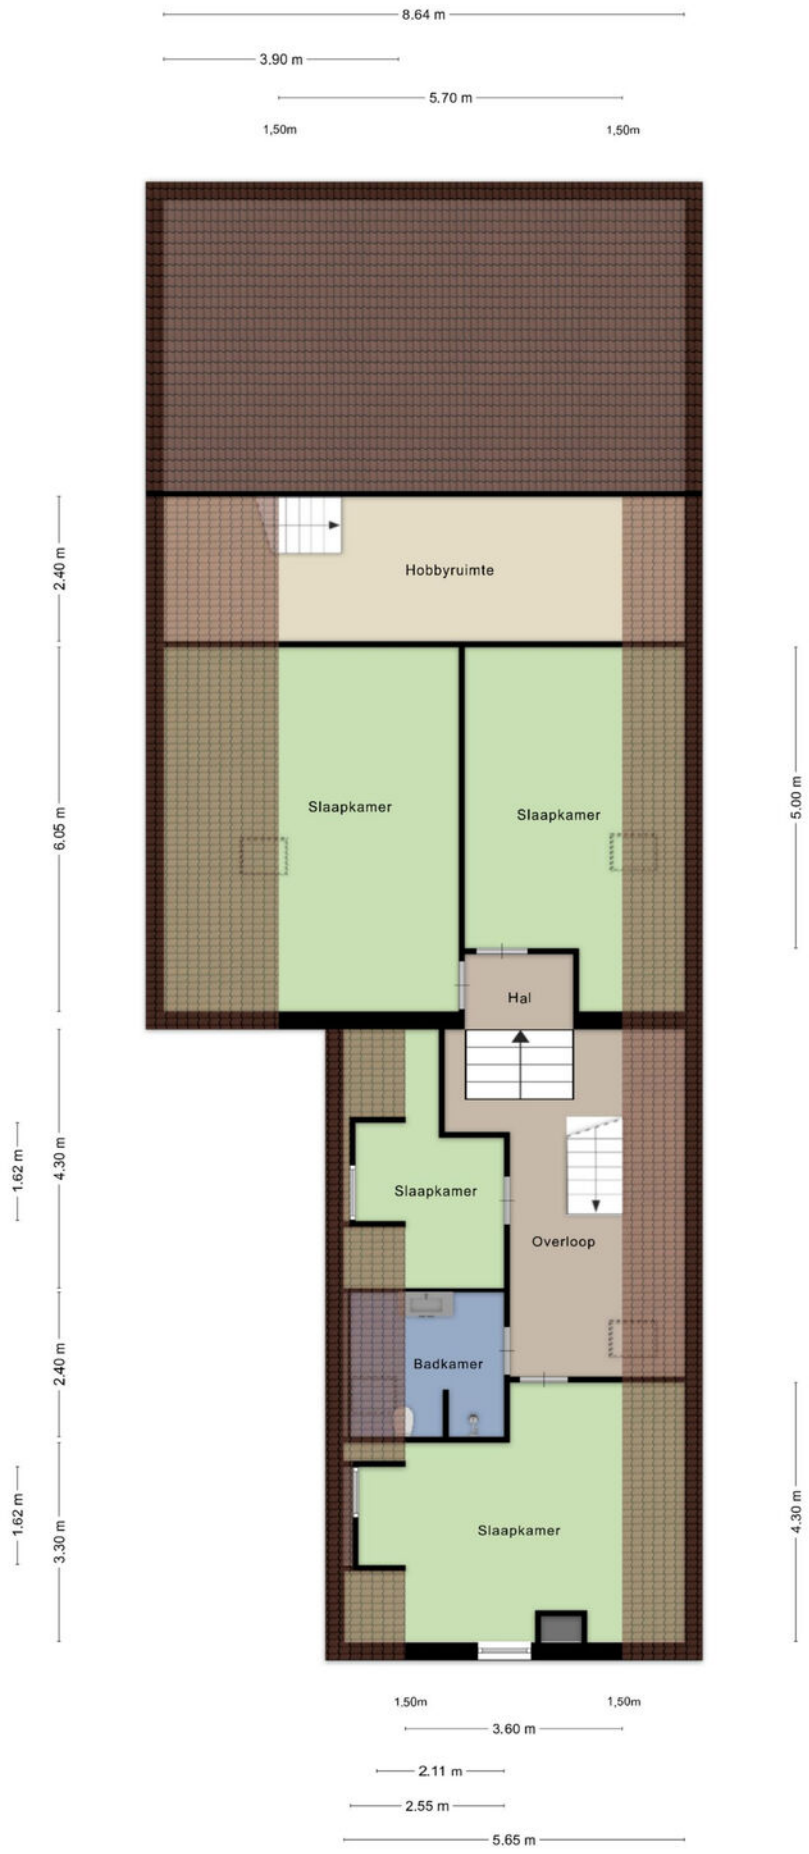 8.64 m
3.90 m
5.70 m
1,50m
1,50m
2.40 m
Hobbyruimte
6.05 m
Slaapkamer
Slaapkamer
5.00 m
Hal
4.30 m
1.62 m
Slaapkamer
Overloop
2.40 m
Badkamer
1.62 m
3.30 m
Slaapkamer
4.30 m
1,50m
1,50m
3.60 m
2.11 m
2.55 m
5.65 m